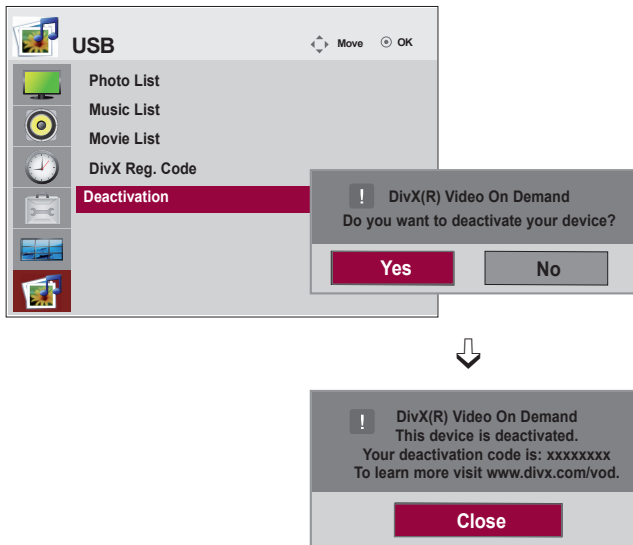 USB
Move
OK
Photo List
Music List
Movie List
DivX Reg. Code
Deactivation
! DivX(R) Video On Demand
Do you want to deactivate your device?
Yes
No
! DivX(R) Video On Demand
This device is deactivated.
Your deactivation code is: xxxxxxxx
To learn more visit www.divx.com/vod.
Close